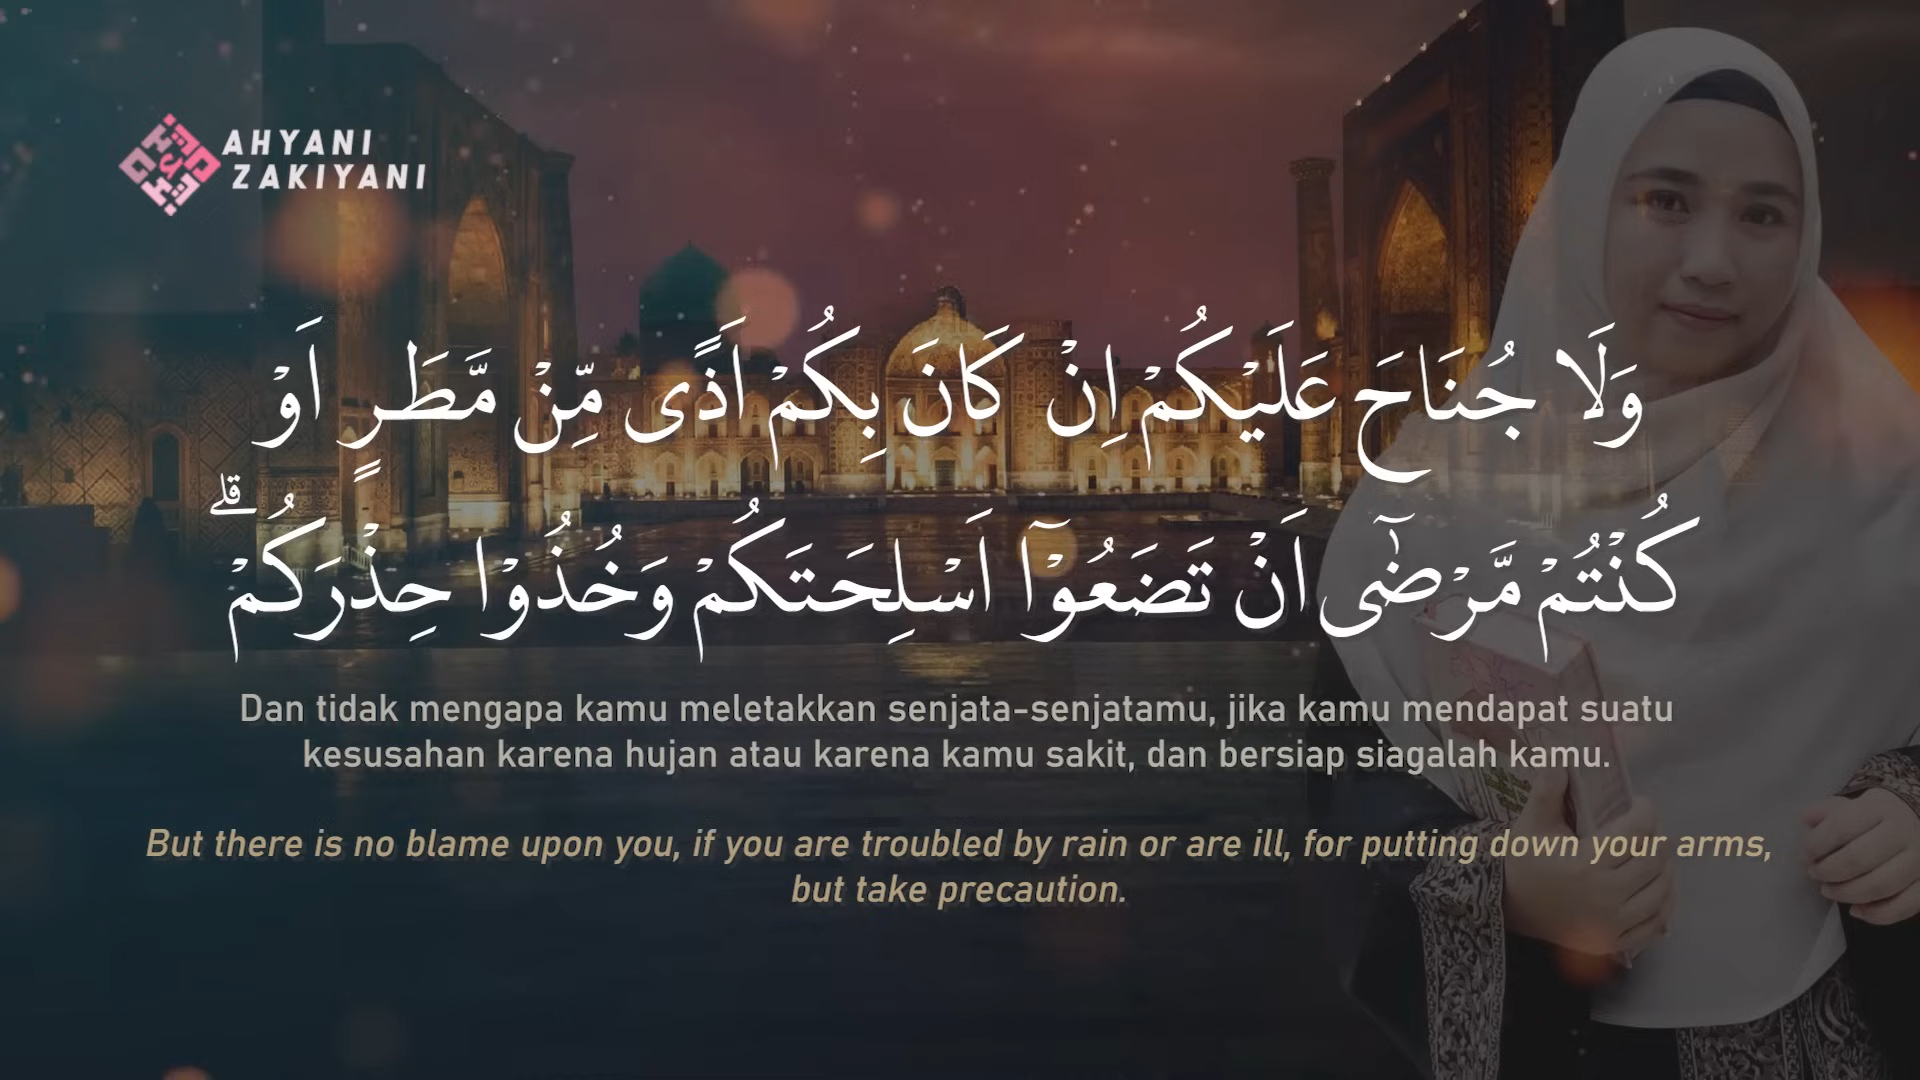 AHYANI
ZAKIYANI
وَلَا جُنَاحَ عَلَيْكُمْ اِنْ كَانَ بِكُمْ اَذًى مِّنْ مَّطَرٍ اَوْ
كُنْتُمْ مَّرْضٰٓى اَنْ تَضَعُوْٓا اَسْلِحَتَكُمْ وَخُذُوْا حِذْرَكُمْ ۗ
Dan tidak mengapa kamu meletakkan senjata-senjatamu, jika kamu mendapat suatu
kesusahan karena hujan atau karena kamu sakit, dan bersiap siagalah kamu.
But there is no blame upon you, if you are troubled by rain or are ill, for putting down your arms,
but take precaution.